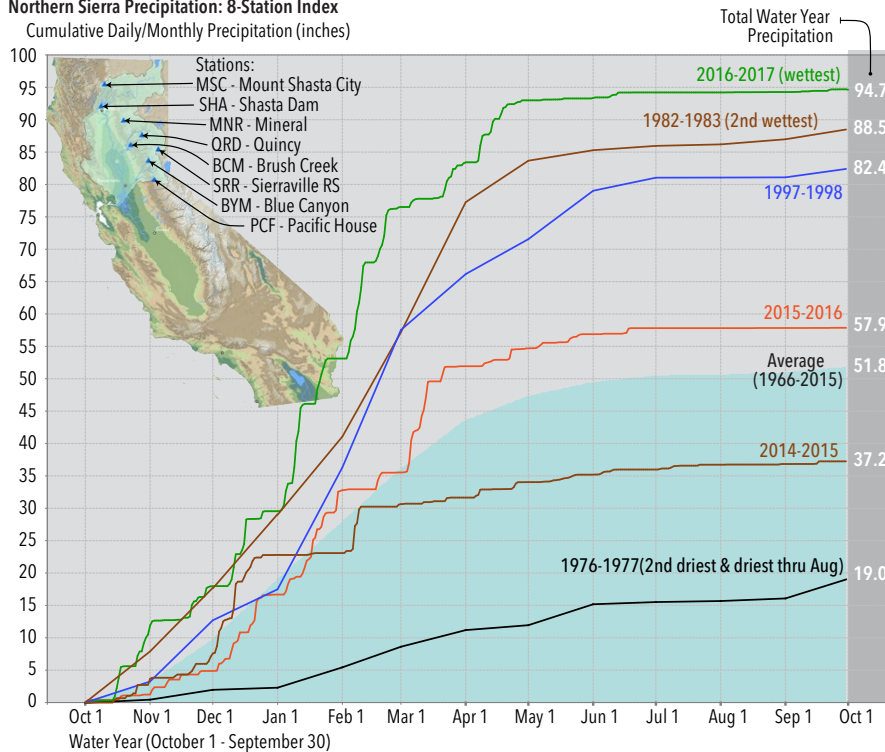 Northern Sierra Precipitation: 8-Station Index
Cumulative Daily/Monthly Precipitation (inches)
Total Water Year
Precipitation
Stations:
MSC - Mount Shasta City
SHA - Shasta Dam
MNR - Mineral
QRD - Quincy
BCM - Brush Creek
SRR - Sierraville RS
BYM - Blue Canyon
PCF - Pacific House
100
95
90
85
80
75
70
65
60
55
50
45
40
35
30
25
20
15
10
5
0
2016-2017 (wettest)
94.7
1982-1983 (2nd wettest)
88.5
82.4
1997-1998
2015-2016
57.9
Average
(1966-2015)
51.8
2014-2015
37.2
1976-1977(2nd driest & driest thru Aug)
19.0
Oct 1 Nov 1 Dec 1 Jan 1 Feb 1 Mar 1 Apr 1 May 1 Jun 1 Jul 1 Aug 1 Sep 1 Oct 1
Water Year (October 1 - September 30)